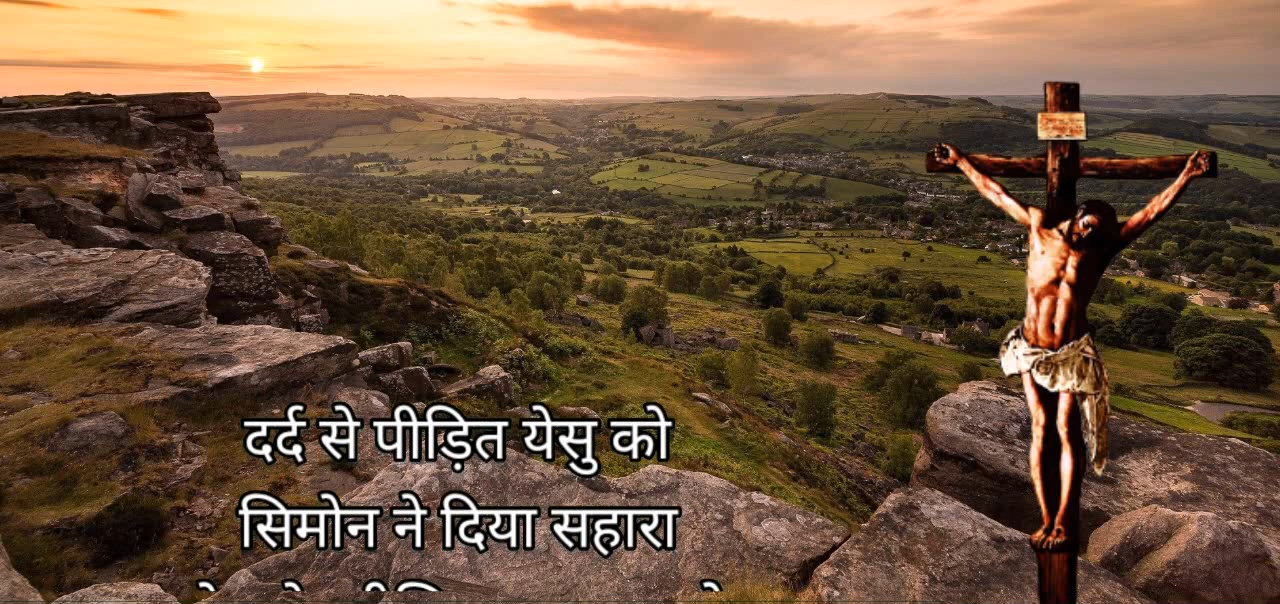 दर्द से पीड़ित येसु को
सिमोन ने दिया सहारा